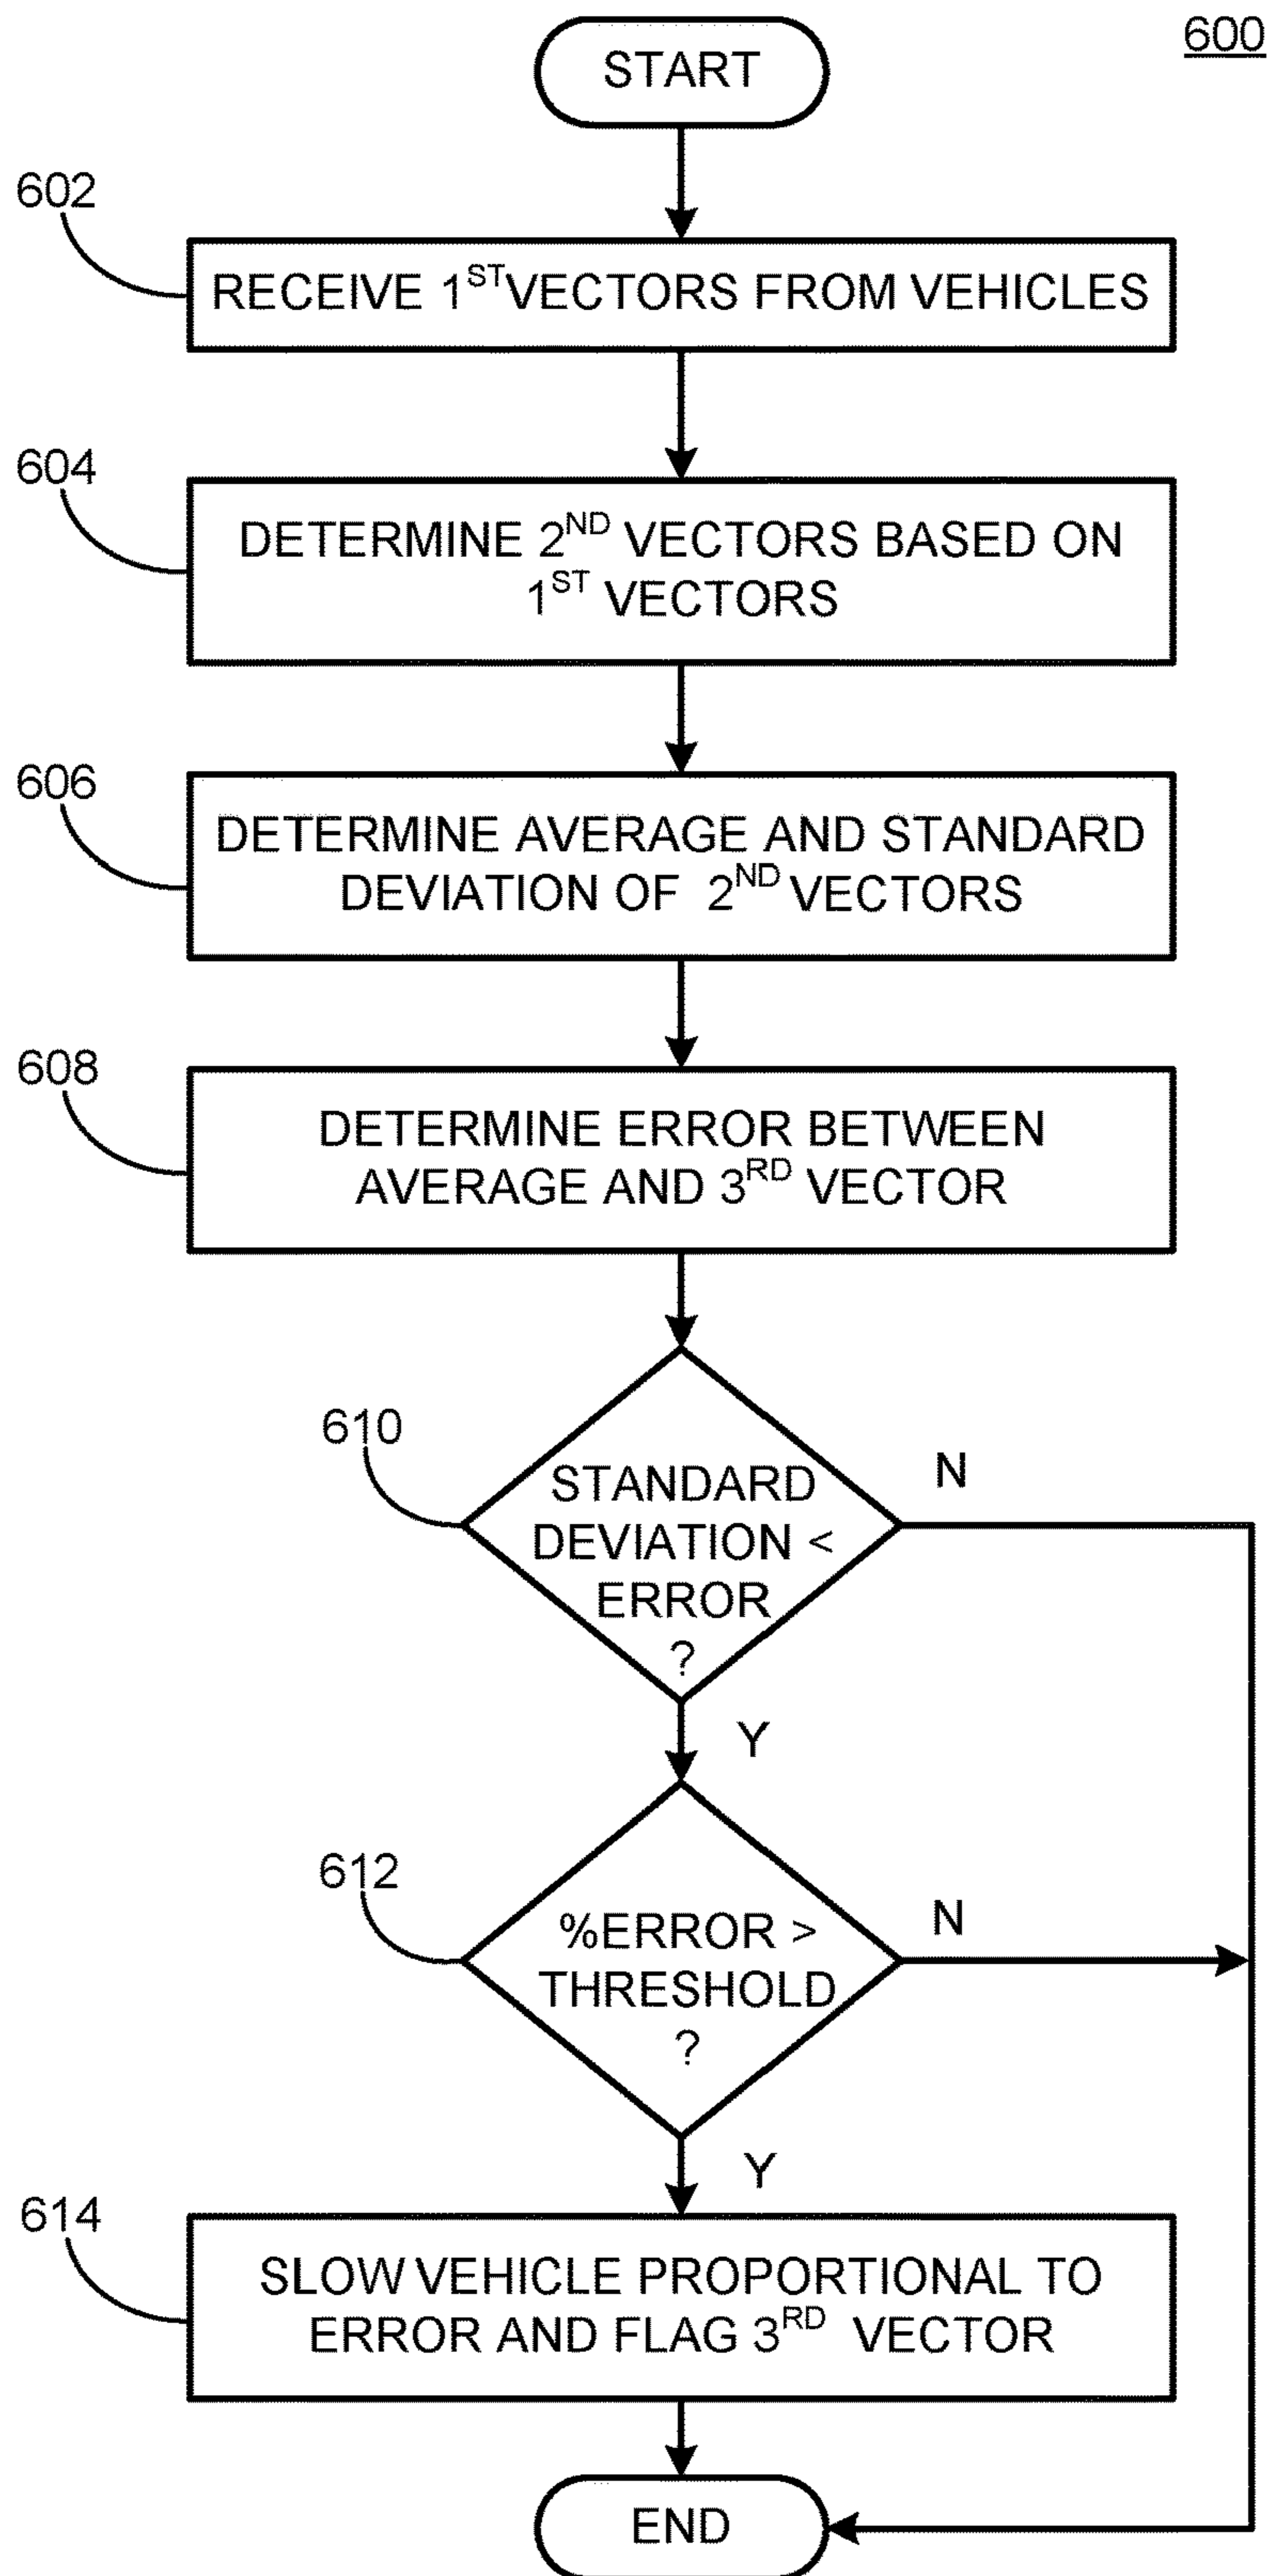 600
START
602
RECEIVE 1ST VECTORS FROM VEHICLES
604
DETERMINE 2ND VECTORS BASED ON
1ST VECTORS
606
DETERMINE AVERAGE AND STANDARD
DEVIATION OF 2ND VECTORS
608
DETERMINE ERROR BETWEEN
AVERAGE AND 3RD VECTOR
610
STANDARD
DEVIATION <
ERROR
?
N
Y
612
%ERROR >
THRESHOLD
?
N
Y
614
SLOW VEHICLE PROPORTIONAL TO
ERROR AND FLAG 3RD VECTOR
END